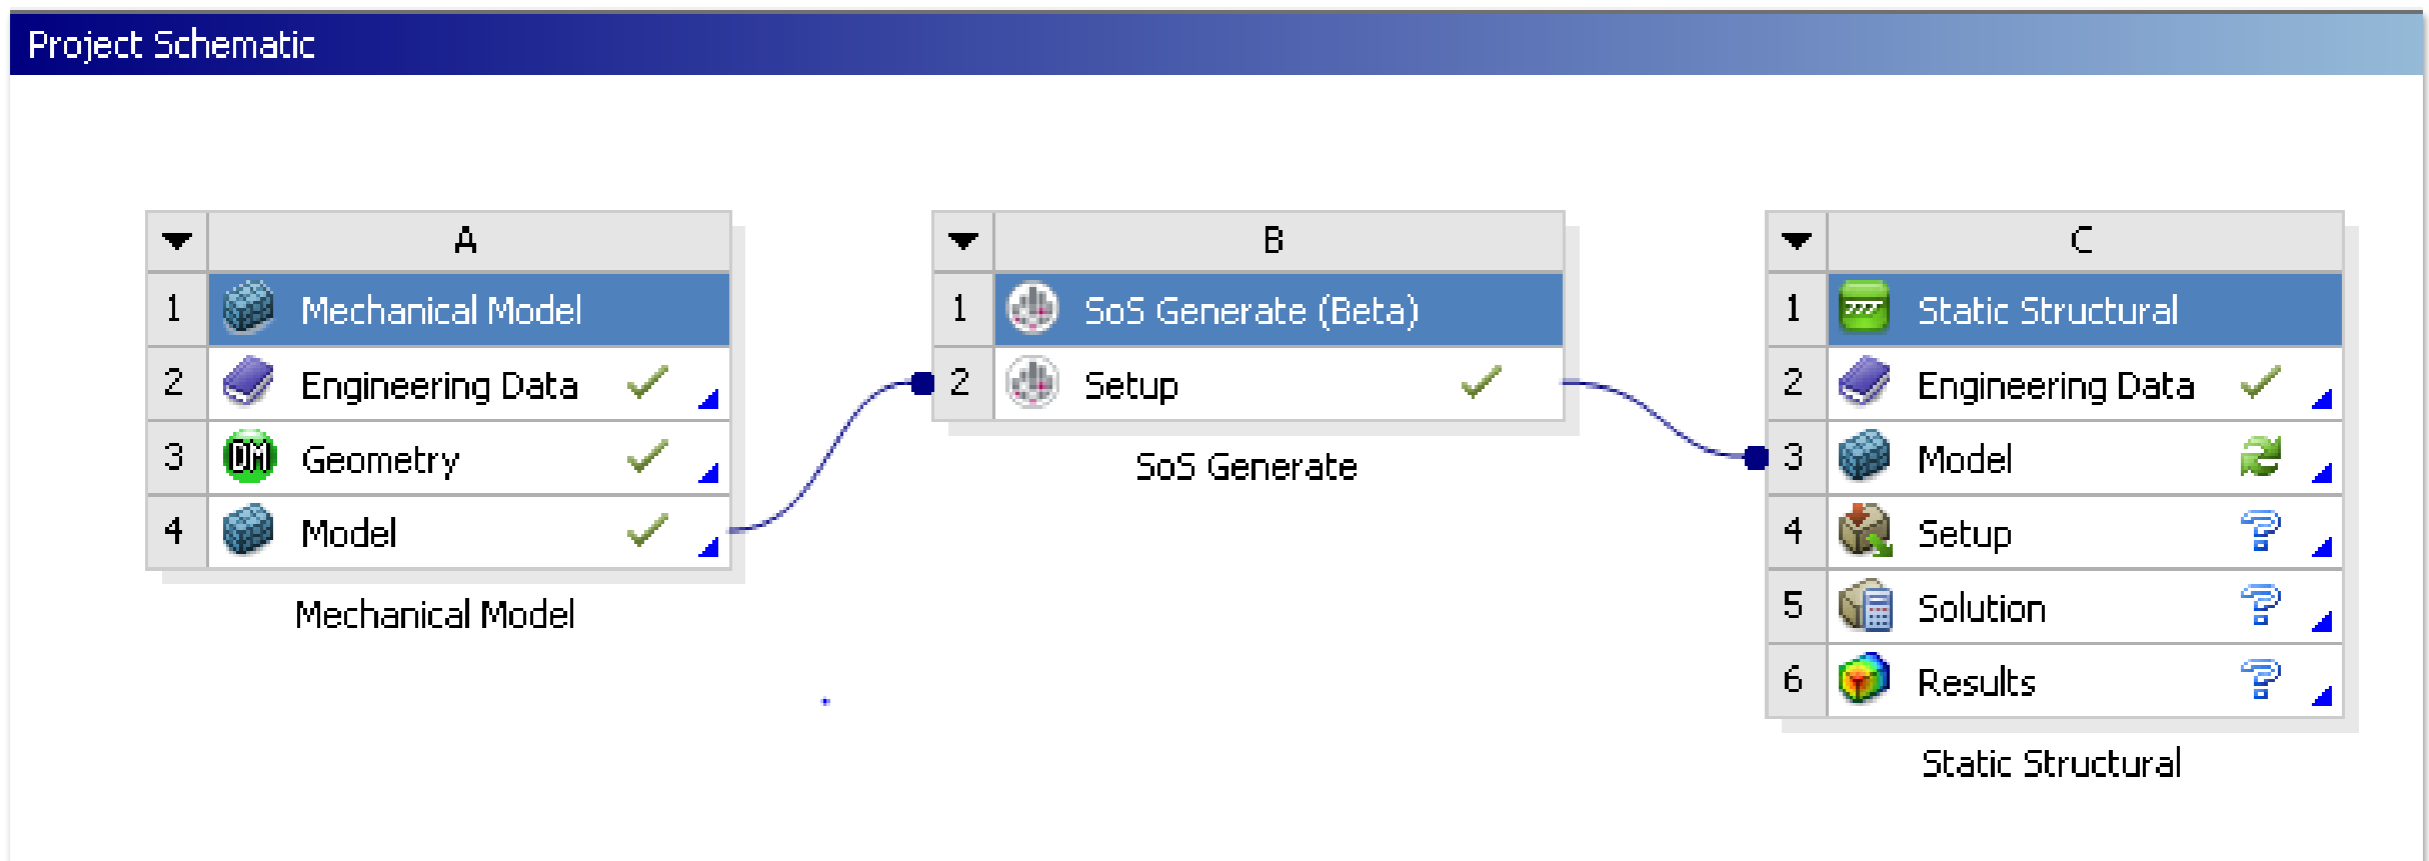 Project Schematic
A
1 Mechanical Model
2 Engineering Data
3 DM Geometry
4 Model
Mechanical Model
B
1 SoS Generate (Beta)
2 Setup
SoS Generate
C
1 Static Structural
2 Engineering Data
3 Model
4 Setup
5 Solution
6 Results
Static Structural